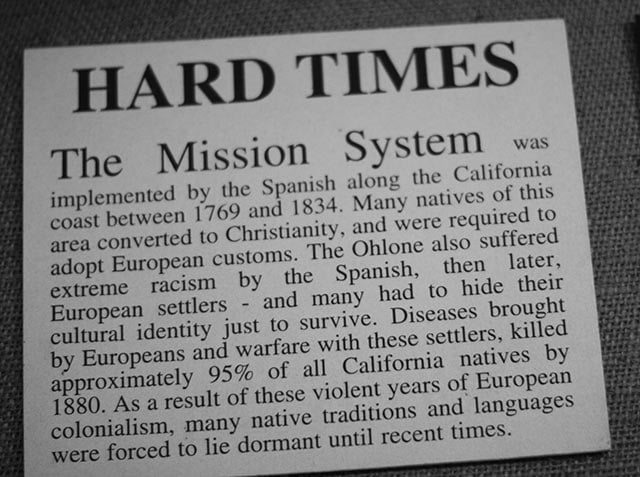 HARD TIMES
The Mission System was
implemented by the Spanish along the California
coast between 1769 and 1834. Many natives of this
area converted to Christianity, and were required to
adopt European customs. The Ohlone also suffered
extreme racism by the Spanish, then later,
European settlers - and many had to hide their
cultural identity just to survive. Diseases brought
by Europeans and warfare with these settlers, killed
approximately 95% of all California natives by
1880. As a result of these violent years of European
colonialism, many native traditions and languages
were forced to lie dormant until recent times.